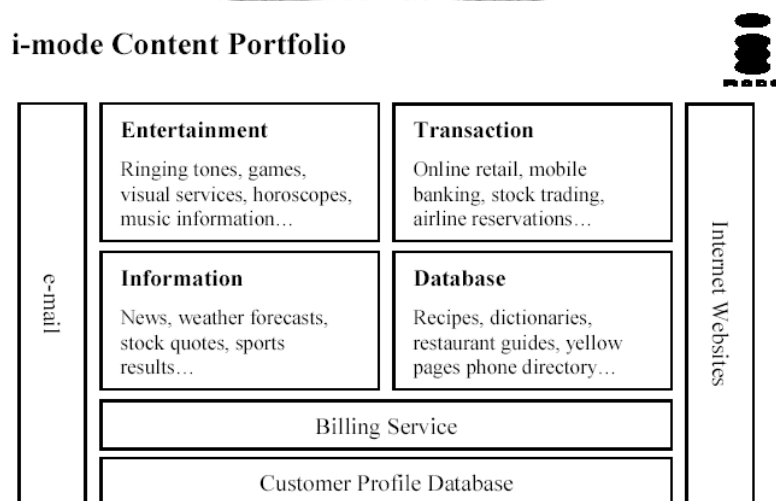 i-mode Content Portfolio
e-mail
Entertainment
Ringing tones, games,
visual services, horoscopes,
music information…
Transaction
Online retail, mobile
banking, stock trading,
airline reservations…
Information
News, weather forecasts,
stock quotes, sports
results…
Database
Recipes, dictionaries,
restaurant guides, yellow
pages phone directory…
Internet Websites
Billing Service
Customer Profile Database